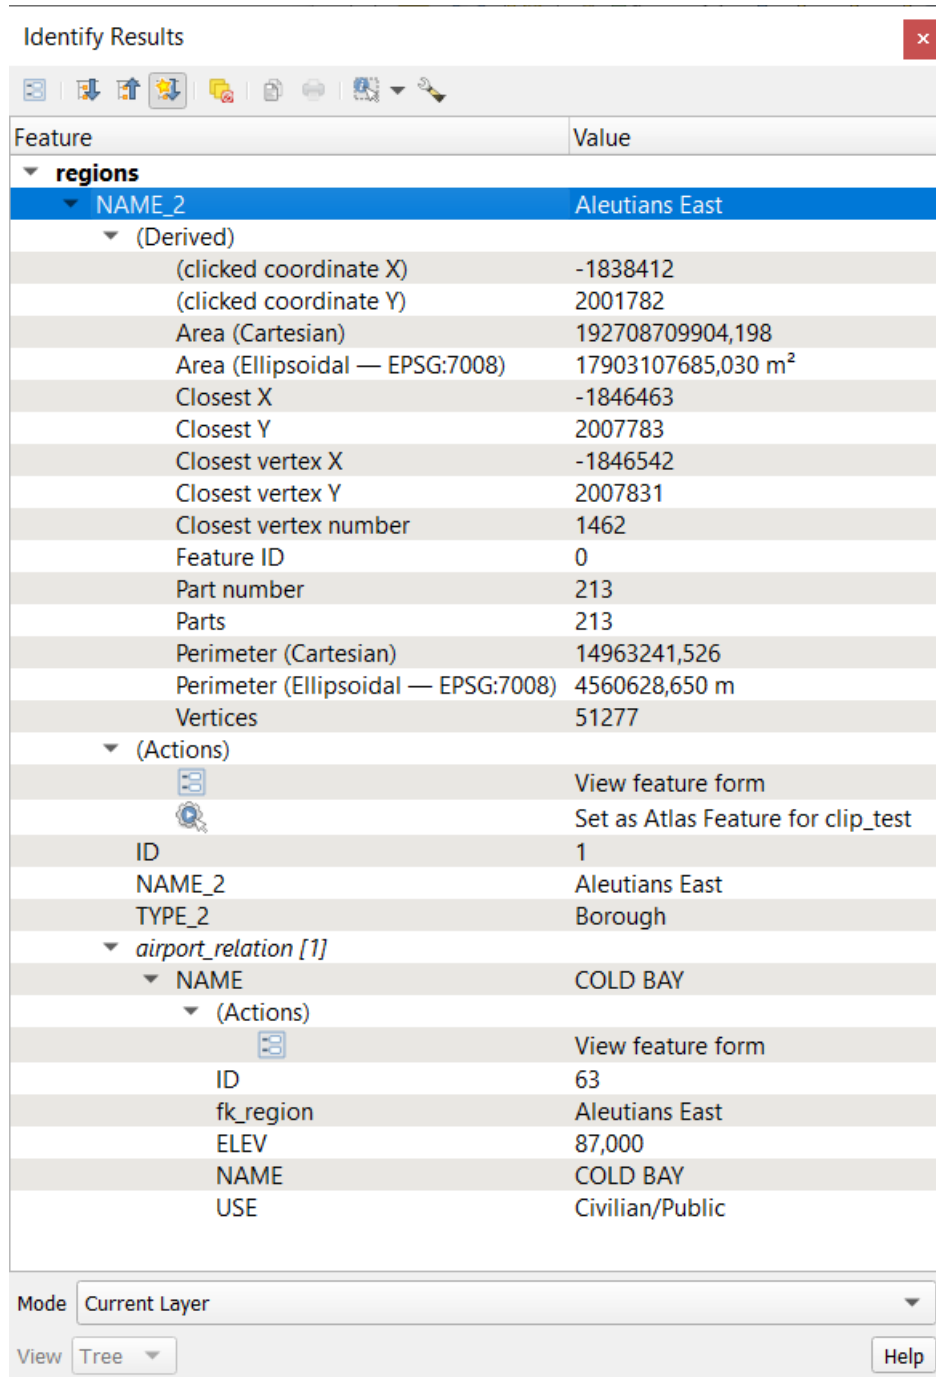 Identify Results
Feature Value
regions
NAME_2 Aleutians East
(Derived)
(clicked coordinate X) -1838412
(clicked coordinate Y) 2001782
Area (Cartesian) 192708709904,198
Area (Ellipsoidal — EPSG:7008) 17903107685,030 m²
Closest X -1846463
Closest Y 2007783
Closest vertex X -1846542
Closest vertex Y 2007831
Closest vertex number 1462
Feature ID 0
Part number 213
Parts 213
Perimeter (Cartesian) 14963241,526
Perimeter (Ellipsoidal — EPSG:7008) 4560628,650 m
Vertices 51277
(Actions)
View feature form
Set as Atlas Feature for clip_test
ID 1
NAME_2 Aleutians East
TYPE_2 Borough
airport_relation [1]
NAME COLD BAY
(Actions)
View feature form
ID 63
fk_region Aleutians East
ELEV 87,000
NAME COLD BAY
USE Civilian/Public
Mode Current Layer
View Tree Help